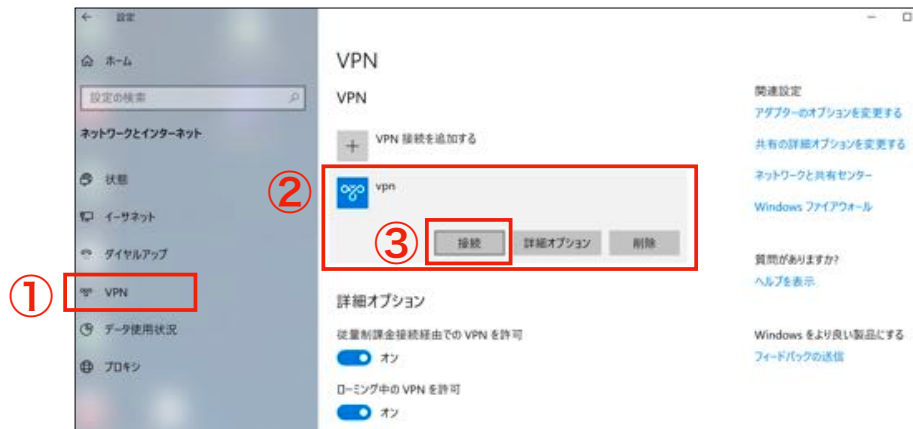 設定
ホーム
設定の検索
ネットワークとインターネット
状態
イーサネット
ダイヤルアップ
①
VPN
データ使用状況
プロキシ
VPN
VPN
VPN 接続を追加する
②
vpn
③
接続
詳細オプション
削除
詳細オプション
従量制課金接続経由での VPN を許可
オン
ローミング中の VPN を許可
オン
関連設定
アダプターのオプションを変更する
共有の詳細オプションを変更する
ネットワークと共有センター
Windows ファイアウォール
質問がありますか?
ヘルプを表示
Windows をより良い製品にする
フィードバックの送信